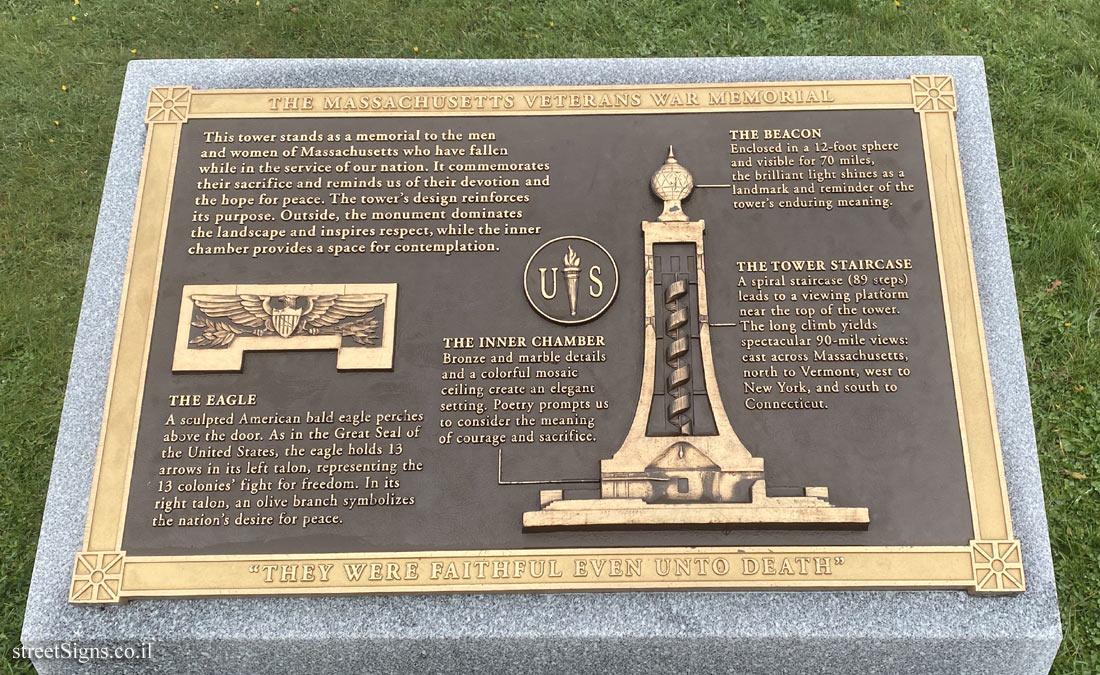 THE MASSACHUSETTS VETERANS WAR MEMORIAL
This tower stands as a memorial to the men
and women of Massachusetts who have fallen
while in the service of our nation. It commemorates
their sacrifice and reminds us of their devotion and
the hope for peace. The tower's design reinforces
its purpose. Outside, the monument dominates
the landscape and inspires respect, while the inner
chamber provides a space for contemplation.
THE BEACON
Enclosed in a 12-foot sphere
and visible for 70 miles,
the brilliant light shines as a
landmark and reminder of the
tower's enduring meaning.
U S
THE TOWER STAIRCASE
A spiral staircase (89 steps)
leads to a viewing platform
near the top of the tower.
The long climb yields
spectacular 90-mile views:
east across Massachusetts,
north to Vermont, west to
New York, and south to
Connecticut.
THE INNER CHAMBER
Bronze and marble details
and a colorful mosaic
ceiling create an elegant
setting. Poetry prompts us
to consider the meaning
of courage and sacrifice.
THE EAGLE
A sculpted American bald eagle perches
above the door. As in the Great Seal of
the United States, the eagle holds 13
arrows in its left talon, representing the
13 colonies' fight for freedom. In its
right talon, an olive branch symbolizes
the nation's desire for peace.
"THEY WERE FAITHFUL EVEN UNTO DEATH"
streetSigns.co.il